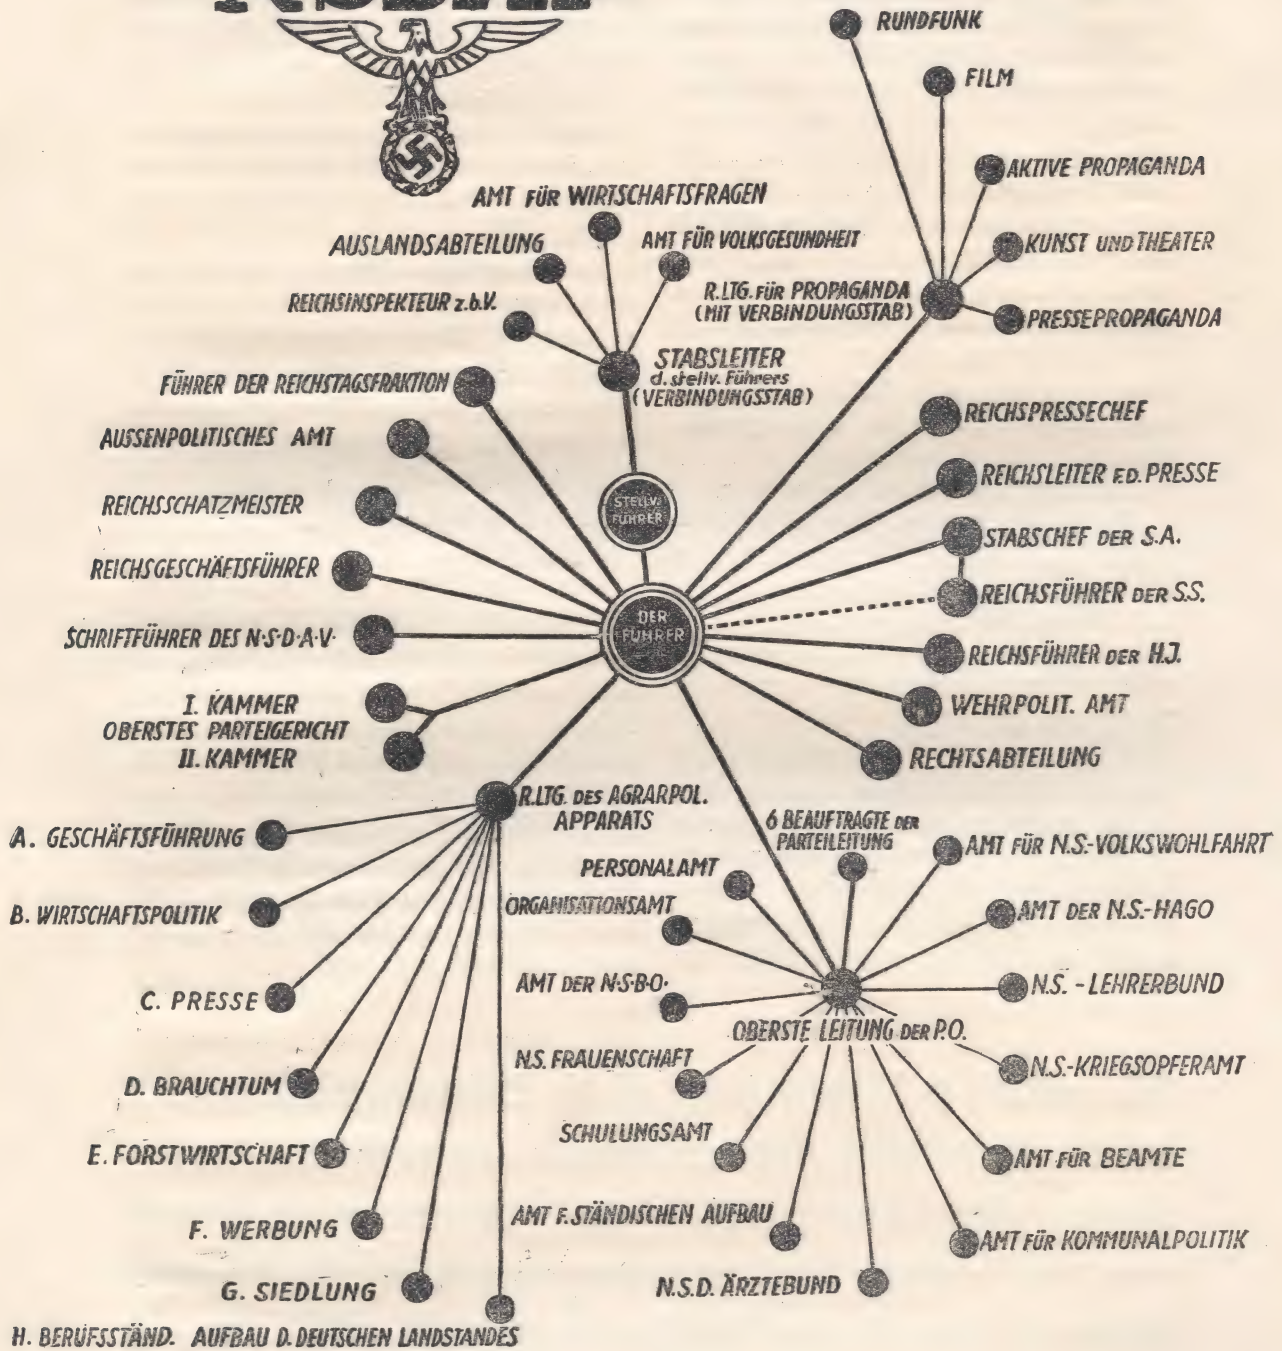 RUNDFUNK
FILM
AKTIVE PROPAGANDA
KUNST UND THEATER
PRESSEPROPAGANDA
R.LTG. FÜR PROPAGANDA
(MIT VERBINDUNGSSTAB)
AMT FÜR WIRTSCHAFTSFRAGEN
AUSLANDSABTEILUNG
AMT FÜR VOLKSGESUNDHEIT
REICHSINSPEKTEUR z.b.V.
STABSLEITER
d. stellv. Führers
(VERBINDUNGSSTAB)
FÜHRER DER REICHSTAGSFRAKTION
AUSSENPOLITISCHES AMT
REICHSSCHATZMEISTER
REICHSGESCHÄFTSFÜHRER
SCHRIFTFÜHRER DES N·S·D·A·V·
I. KAMMER
OBERSTES PARTEIGERICHT
II. KAMMER
STELLV.
FÜHRER
DER
FÜHRER
REICHSPRESSECHEF
REICHSLEITER F.D. PRESSE
STABSCHEF DER S.A.
REICHSFÜHRER DER S.S.
REICHSFÜHRER DER H.J.
WEHRPOLIT. AMT
RECHTSABTEILUNG
R.LTG. DES AGRARPOL.
APPARATS
A. GESCHÄFTSFÜHRUNG
B. WIRTSCHAFTSPOLITIK
C. PRESSE
D. BRAUCHTUM
E. FORSTWIRTSCHAFT
F. WERBUNG
G. SIEDLUNG
H. BERUFSSTÄND. AUFBAU D. DEUTSCHEN LANDSTANDES
6 BEAUFTRAGTE DER
PARTEILEITUNG
PERSONALAMT
ORGANISATIONSAMT
AMT DER N·S·B·O·
N.S. FRAUENSCHAFT
SCHULUNGSAMT
AMT F. STÄNDISCHEN AUFBAU
N.S.D. ÄRZTEBUND
OBERSTE LEITUNG DER P.O.
AMT FÜR N.S.-VOLKSWOHLFAHRT
AMT DER N.S.-HAGO
N.S. - LEHRERBUND
N.S.-KRIEGSOPFERAMT
AMT FÜR BEAMTE
AMT FÜR KOMMUNALPOLITIK